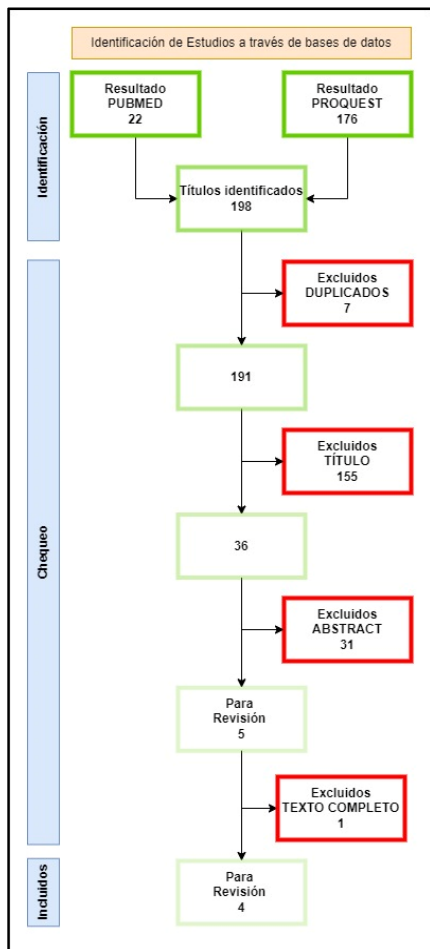 Identificación de Estudios a través de bases de datos
Identificación
Resultado
PUBMED
22
Resultado
PROQUEST
176
Títulos identificados
198
Chequeo
Excluidos
DUPLICADOS
7
191
Excluidos
TÍTULO
155
36
Excluidos
ABSTRACT
31
Para
Revisión
5
Excluidos
TEXTO COMPLETO
1
Incluidos
Para
Revisión
4